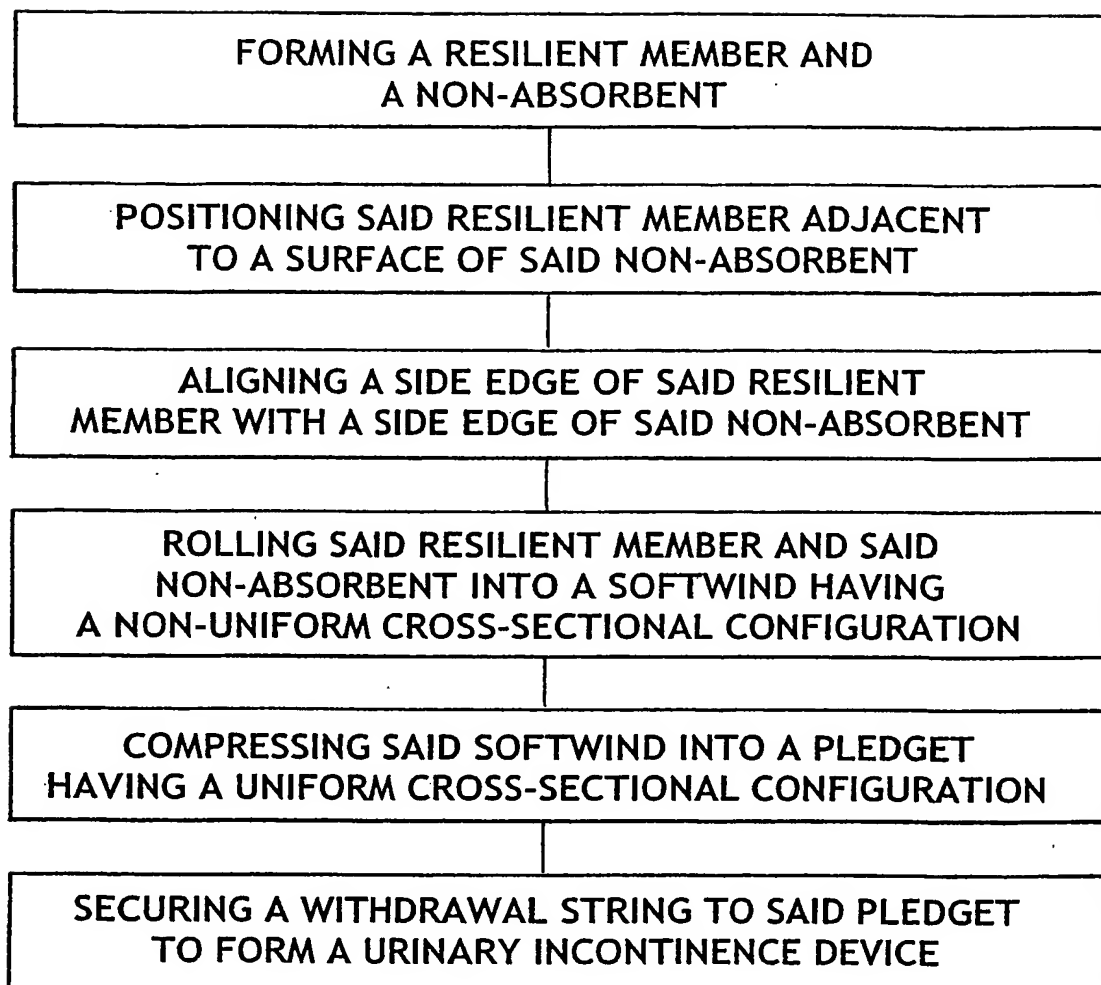 FORMING A RESILIENT MEMBER AND
A NON-ABSORBENT
POSITIONING SAID RESILIENT MEMBER ADJACENT
TO A SURFACE OF SAID NON-ABSORBENT
ALIGNING A SIDE EDGE OF SAID RESILIENT
MEMBER WITH A SIDE EDGE OF SAID NON-ABSORBENT
ROLLING SAID RESILIENT MEMBER AND SAID
NON-ABSORBENT INTO A SOFTWIND HAVING
A NON-UNIFORM CROSS-SECTIONAL CONFIGURATION
COMPRESSING SAID SOFTWIND INTO A PLEDGET
HAVING A UNIFORM CROSS-SECTIONAL CONFIGURATION
SECURING A WITHDRAWAL STRING TO SAID PLEDGET
TO FORM A URINARY INCONTINENCE DEVICE